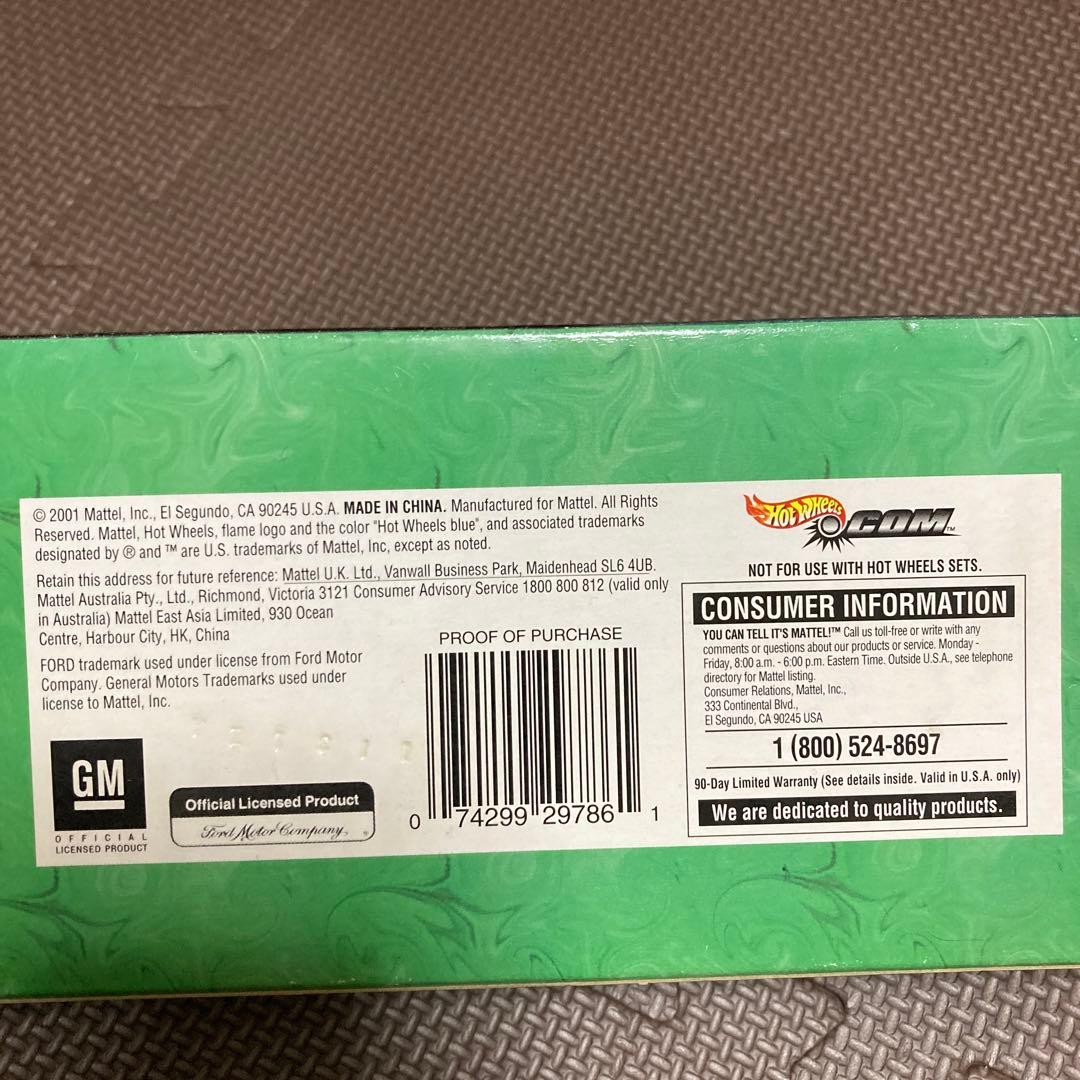 © 2001 Mattel, Inc., El Segundo, CA 90245 U.S.A. MADE IN CHINA. Manufactured for Mattel. All Rights
Reserved. Mattel, Hot Wheels, flame logo and the color "Hot Wheels blue", and associated trademarks
designated by ® and ™ are U.S. trademarks of Mattel, Inc, except as noted.
Retain this address for future reference: Mattel U.K. Ltd., Vanwall Business Park, Maidenhead SL6 4UB.
Mattel Australia Pty., Ltd., Richmond, Victoria 3121 Consumer Advisory Service 1800 800 812 (valid only
in Australia) Mattel East Asia Limited, 930 Ocean
Centre, Harbour City, HK, China
FORD trademark used under license from Ford Motor
Company. General Motors Trademarks used under
license to Mattel, Inc.
GM
OFFICIAL
LICENSED PRODUCT
Official Licensed Product
Ford Motor Company
PROOF OF PURCHASE
0 74299 29786 1
HOT WHEELS .COM™
NOT FOR USE WITH HOT WHEELS SETS.
CONSUMER INFORMATION
YOU CAN TELL IT'S MATTEL!™ Call us toll-free or write with any
comments or questions about our products or service. Monday -
Friday, 8:00 a.m. - 6:00 p.m. Eastern Time. Outside U.S.A., see telephone
directory for Mattel listing.
Consumer Relations, Mattel, Inc.,
333 Continental Blvd.,
El Segundo, CA 90245 USA
1 (800) 524-8697
90-Day Limited Warranty (See details inside. Valid in U.S.A. only)
We are dedicated to quality products.